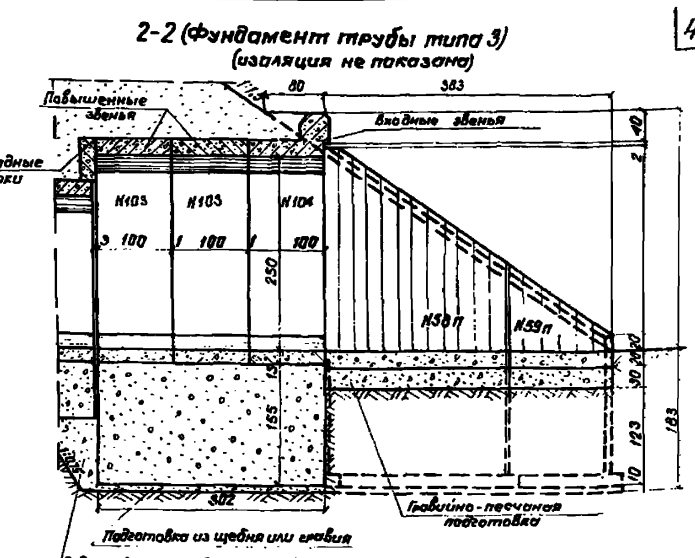 2-2 (Фундамент трубы типа 3)
(изоляция не показана)
4
80
383
Повышенные
звенья
Входные звенья
40
2
N103
N103
N104
3 100
1 100
1 100
250
N58п
N59п
20
20
30
13
155
123
183
10
302
Гравийно-песчаная
подготовка
Подготовка из щебня или гравия